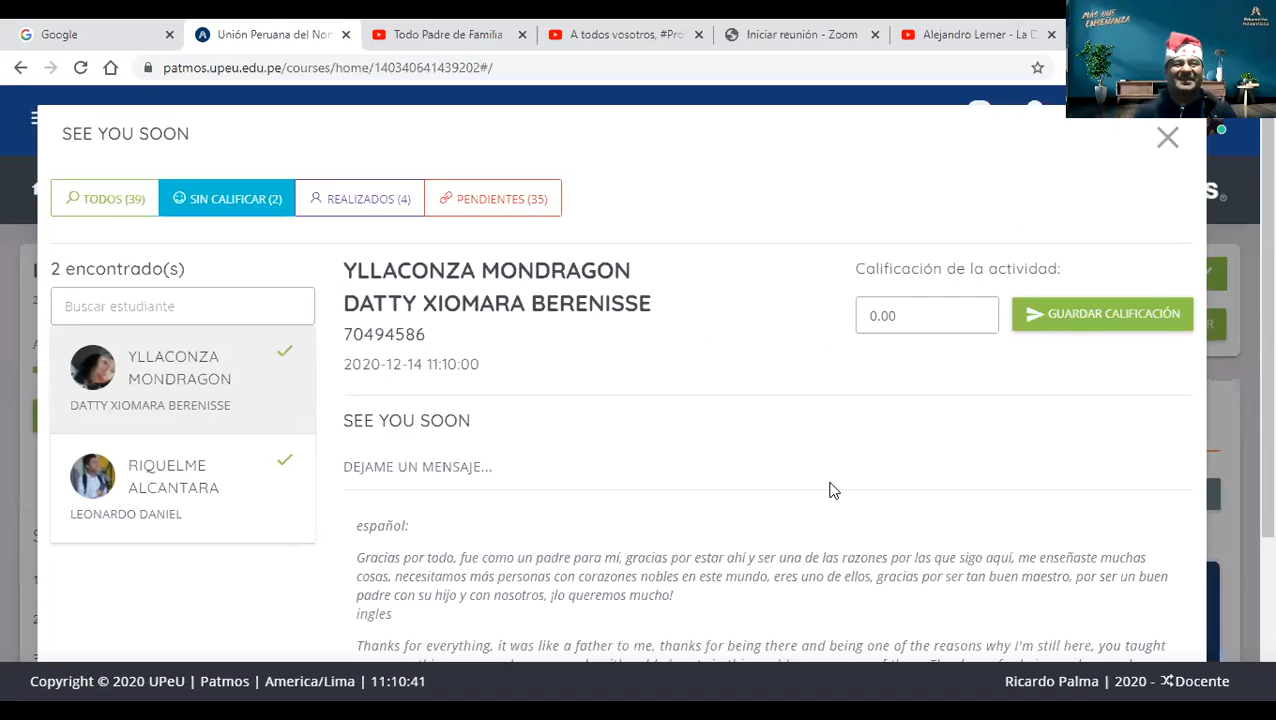 Google
Unión Peruana del Nor
Todo Padre de Familia
A todos vosotros, #Pro
Iniciar reunión - Zoom
Alejandro Lerner - La D
MÁS QUE
ENSEÑANZA
Educación
Adventista
patmos.upeu.edu.pe/courses/home/140340641439202#/
SEE YOU SOON
TODOS (39)
SIN CALIFICAR (2)
REALIZADOS (4)
PENDIENTES (35)
2 encontrado(s)
Buscar estudiante
YLLACONZA
MONDRAGON
DATTY XIOMARA BERENISSE
RIQUELME
ALCANTARA
LEONARDO DANIEL
YLLACONZA MONDRAGON
DATTY XIOMARA BERENISSE
70494586
2020-12-14 11:10:00
Calificación de la actividad:
0.00
GUARDAR CALIFICACIÓN
SEE YOU SOON
DEJAME UN MENSAJE...
español:
Gracias por todo, fue como un padre para mí, gracias por estar ahí y ser una de las razones por las que sigo aquí, me enseñaste muchas
cosas, necesitamos más personas con corazones nobles en este mundo, eres uno de ellos, gracias por ser tan buen maestro, por ser un buen
padre con su hijo y con nosotros, ¡lo queremos mucho!
ingles
Thanks for everything, it was like a father to me, thanks for being there and being one of the reasons why I'm still here, you taught
Copyright © 2020 UPeU | Patmos | America/Lima | 11:10:41
Ricardo Palma | 2020 - Docente